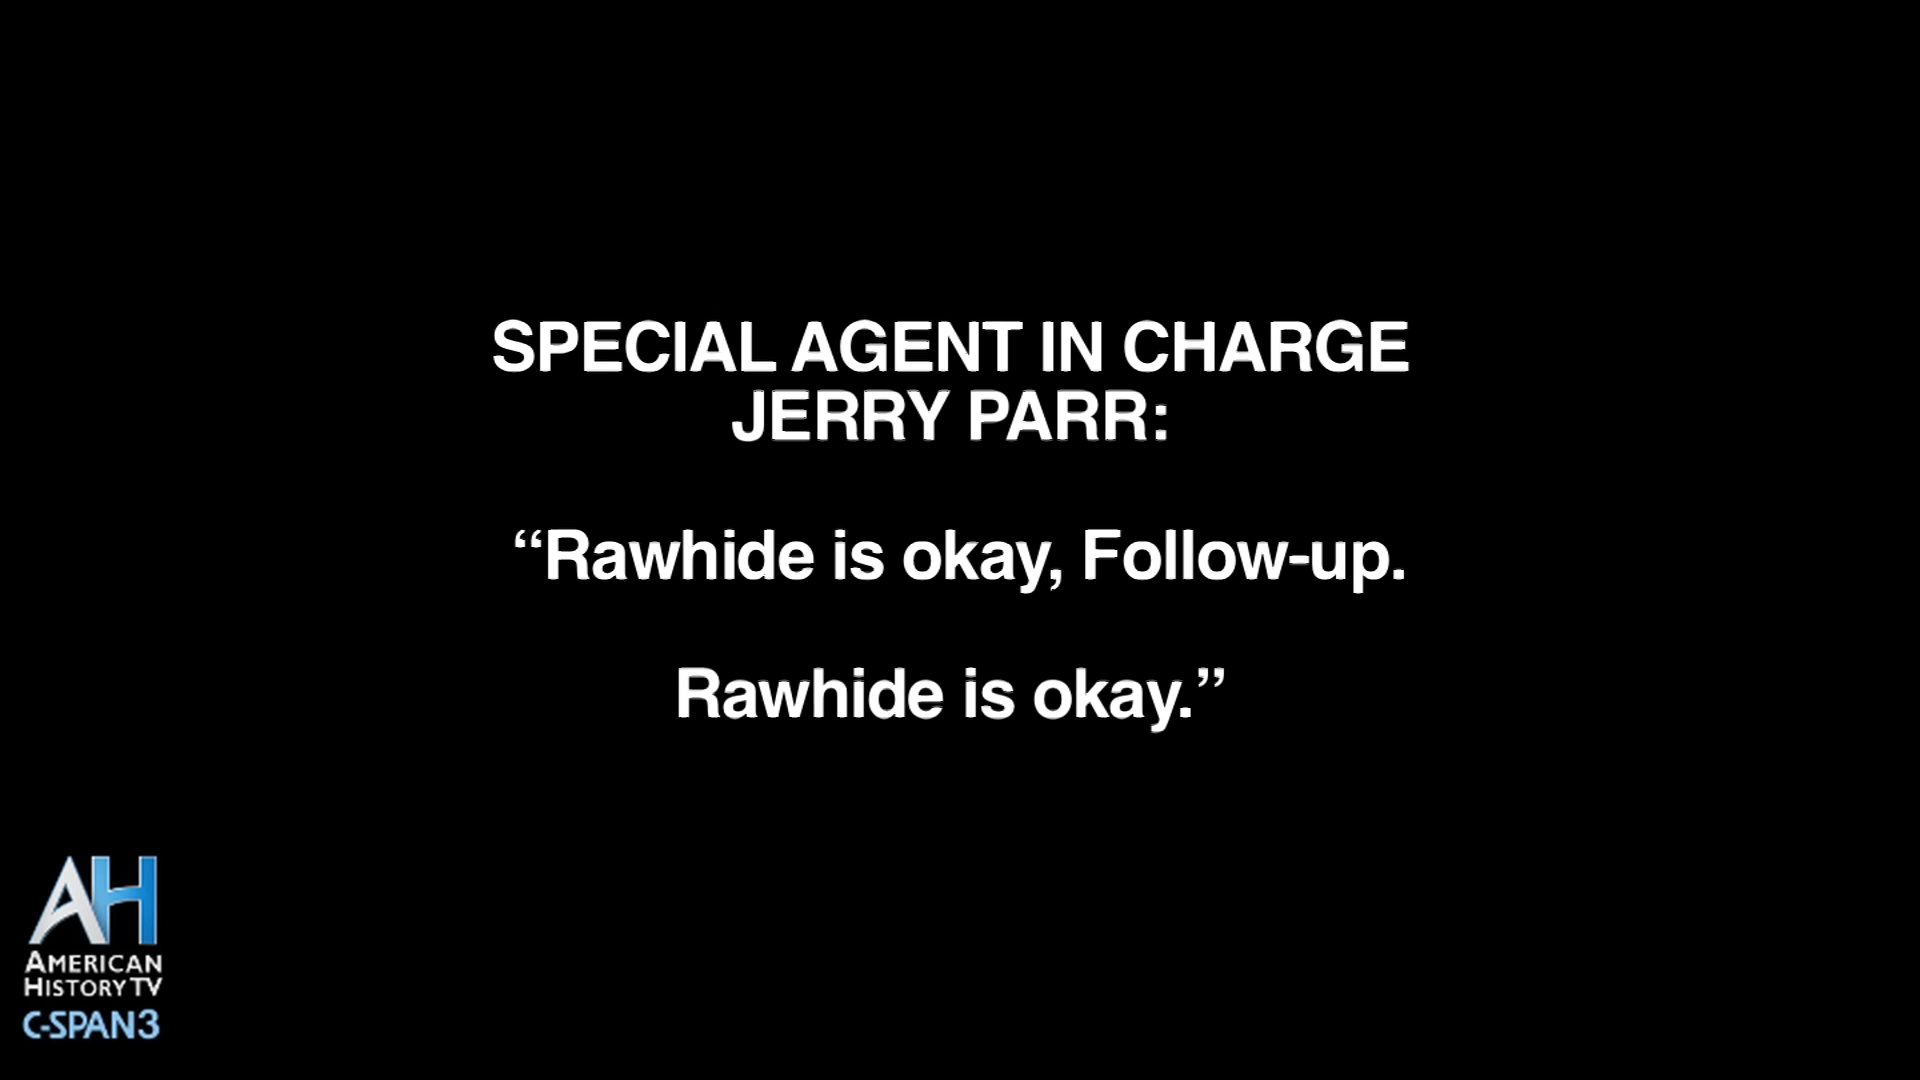 SPECIAL AGENT IN CHARGE
JERRY PARR:
“Rawhide is okay, Follow-up.
Rawhide is okay.”
AH
AMERICAN
HISTORY TV
C-SPAN3